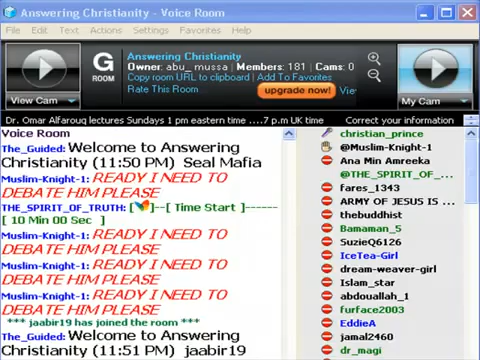 Answering Christianity - Voice Room
File Edit Text Actions Settings Favorites Help
Answering Christianity
Owner: abu_mussa : Members: 181 : Cams: 0
Copy room URL to clipboard | Add To Favorites
Rate This Room
upgrade now!
G
ROOM
View Cam
My Cam
Dr. Omar Alfarouq lectures Sundays 1 pm eastern time ....7 p.m UK time
Correct your information
Voice Room
The_Guided: Welcome to Answering
Christianity (11:50 PM) Seal Mafia
Muslim-Knight-1: READY I NEED TO
DEBATE HIM PLEASE
THE_SPIRIT_OF_TRUTH: [ ]--[ Time Start ]------
[ 10 Min 00 Sec ]
Muslim-Knight-1: READY I NEED TO
DEBATE HIM PLEASE
Muslim-Knight-1: READY I NEED TO
DEBATE HIM PLEASE
Muslim-Knight-1: READY I NEED TO
DEBATE HIM PLEASE
*** jaabir19 has joined the room ***
The_Guided: Welcome to Answering
Christianity (11:51 PM) jaabir19
christian_prince
@Muslim-Knight-1
Ana Min Amreeka
@THE_SPIRIT_OF_...
fares_1343
ARMY OF JESUS IS ...
thebuddhist
Bamaman_5
SuzieQ6126
IceTea-Girl
dream-weaver-girl
Islam_star
abdouallah_1
furface2003
EddieA
jamal2460
dr_magi